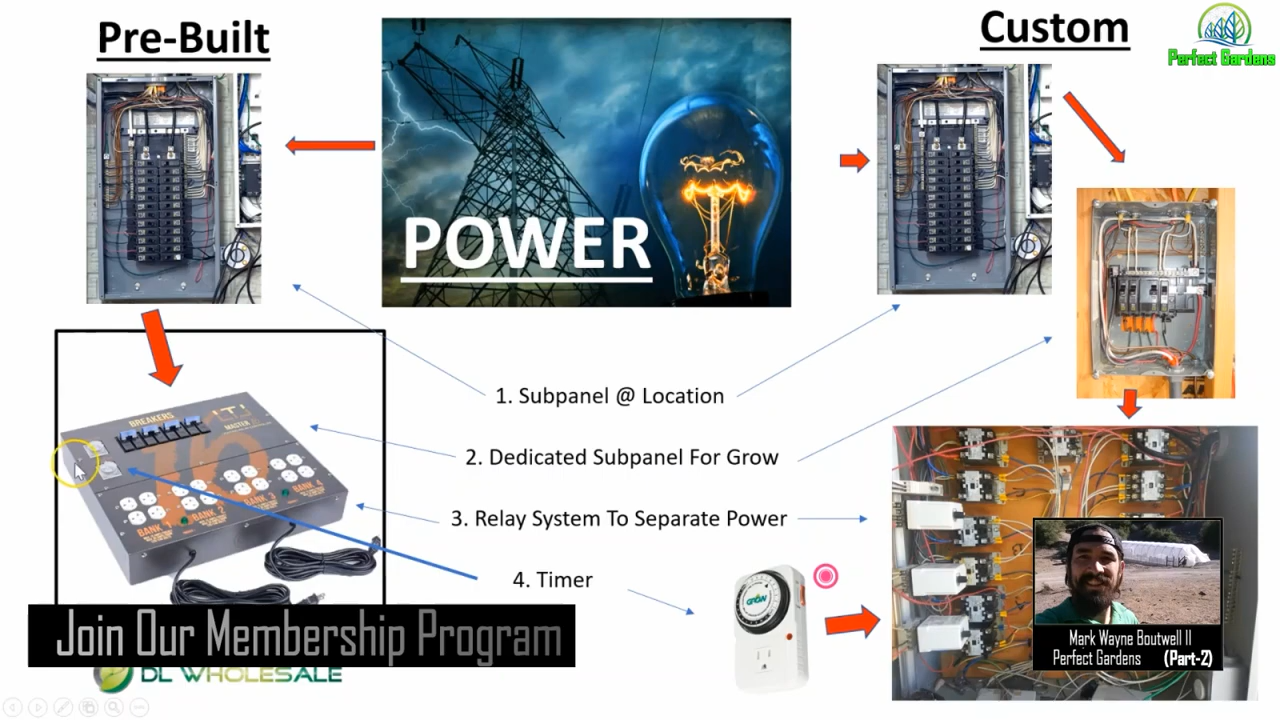 Pre-Built
Custom
Perfect Gardens
POWER
1. Subpanel @ Location
2. Dedicated Subpanel For Grow
3. Relay System To Separate Power
4. Timer
BREAKERS
MASTER
BANK 1
BANK 2
BANK 3
BANK 4
GROW
Join Our Membership Program
DL WHOLESALE
Mark Wayne Boutwell II
Perfect Gardens (Part-2)